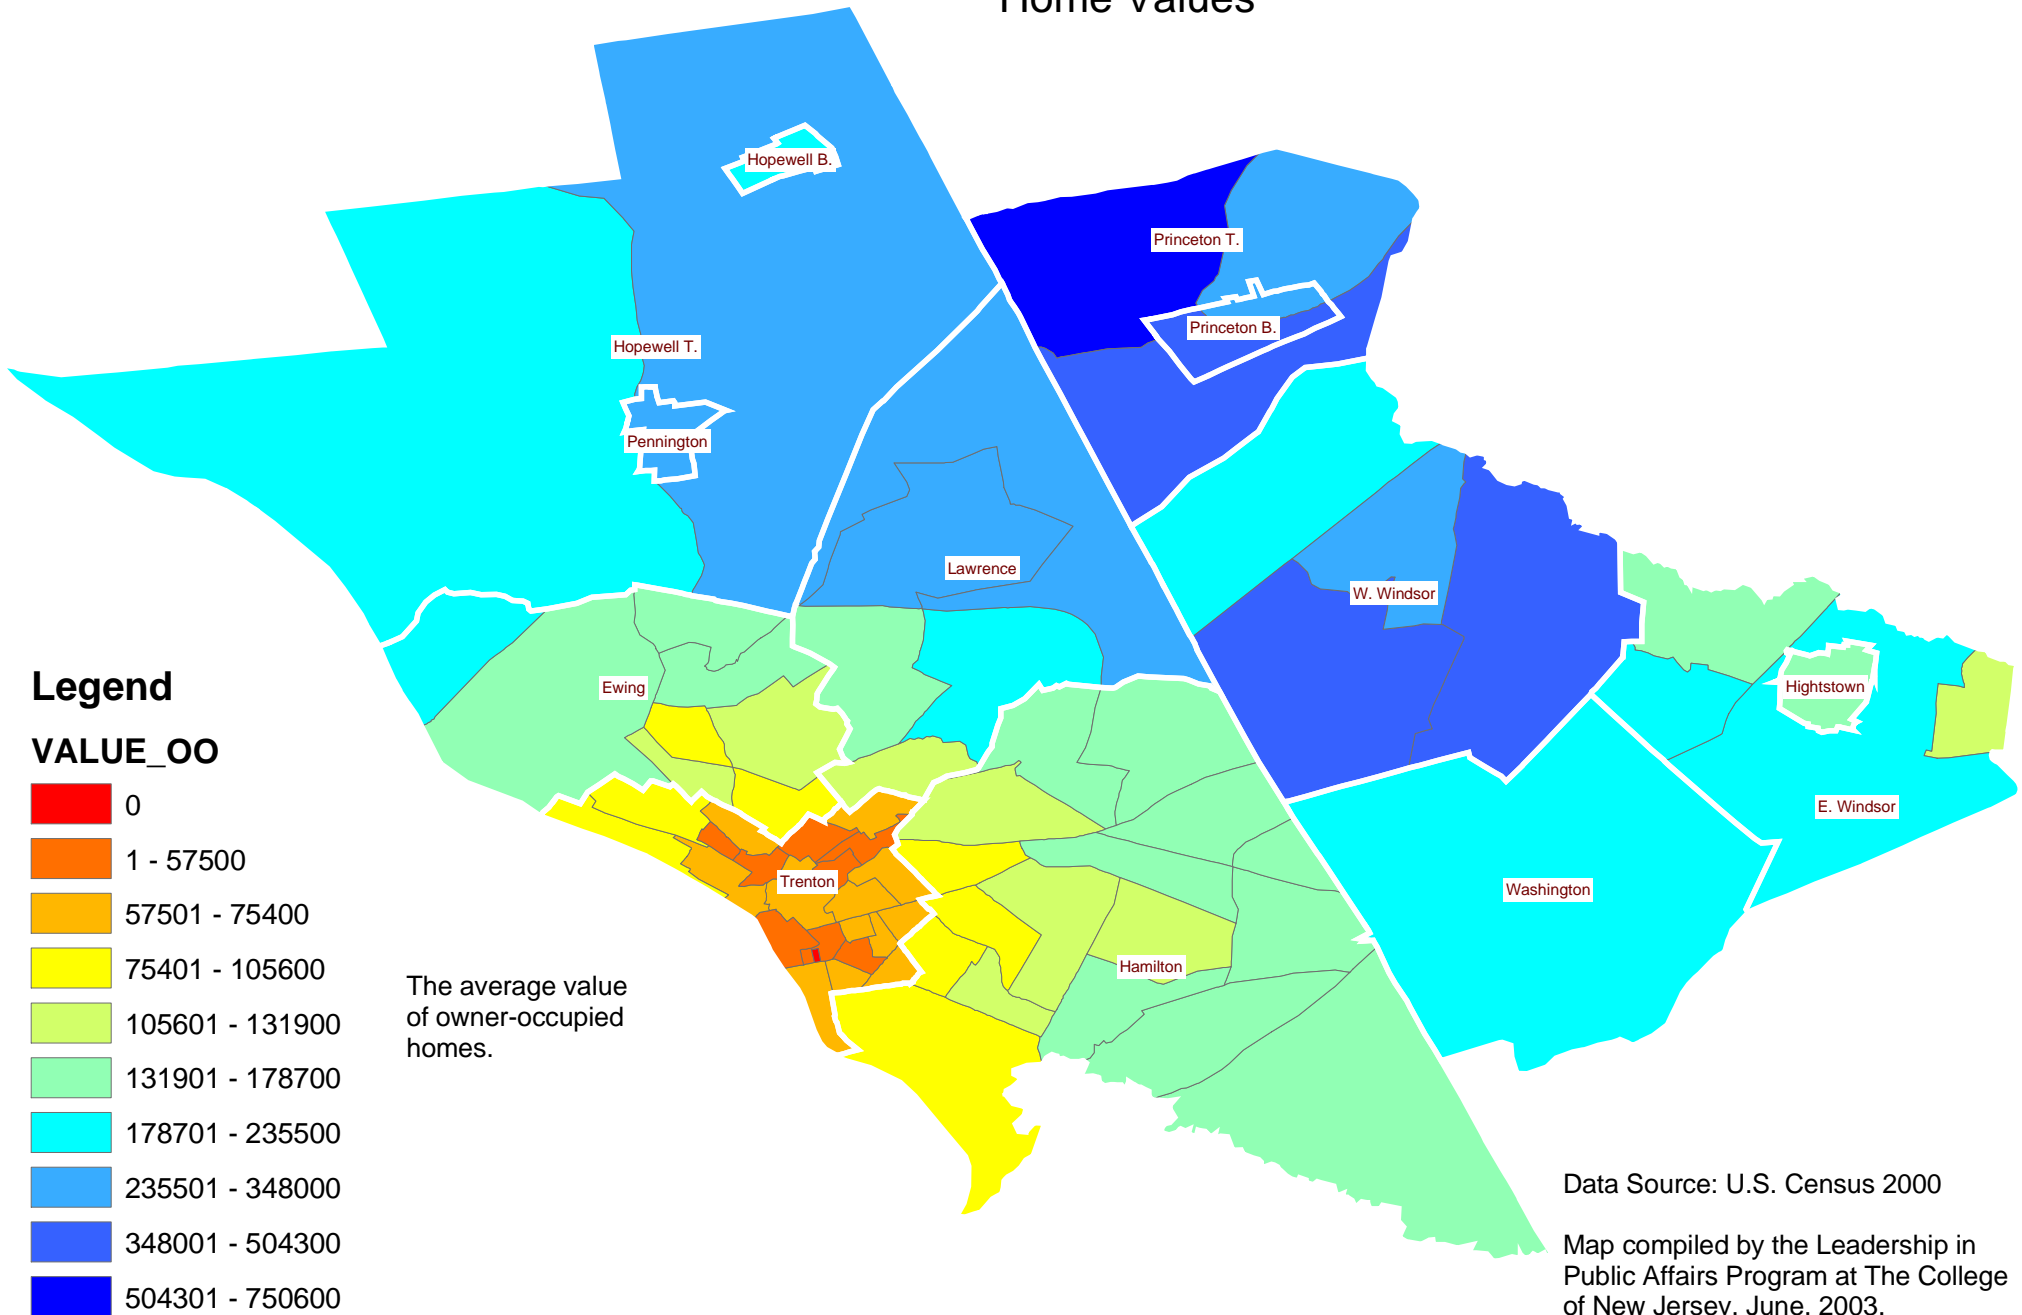 Home Values
Hopewell B.
Princeton T.
Princeton B.
Hopewell T.
Pennington
Lawrence
W. Windsor
Ewing
Hightstown
E. Windsor
Trenton
Washington
Hamilton
Legend
VALUE_OO
0
1 - 57500
57501 - 75400
75401 - 105600
105601 - 131900
131901 - 178700
178701 - 235500
235501 - 348000
348001 - 504300
504301 - 750600
The average value
of owner-occupied
homes.
Data Source: U.S. Census 2000
Map compiled by the Leadership in
Public Affairs Program at The College
of New Jersey, June, 2003.